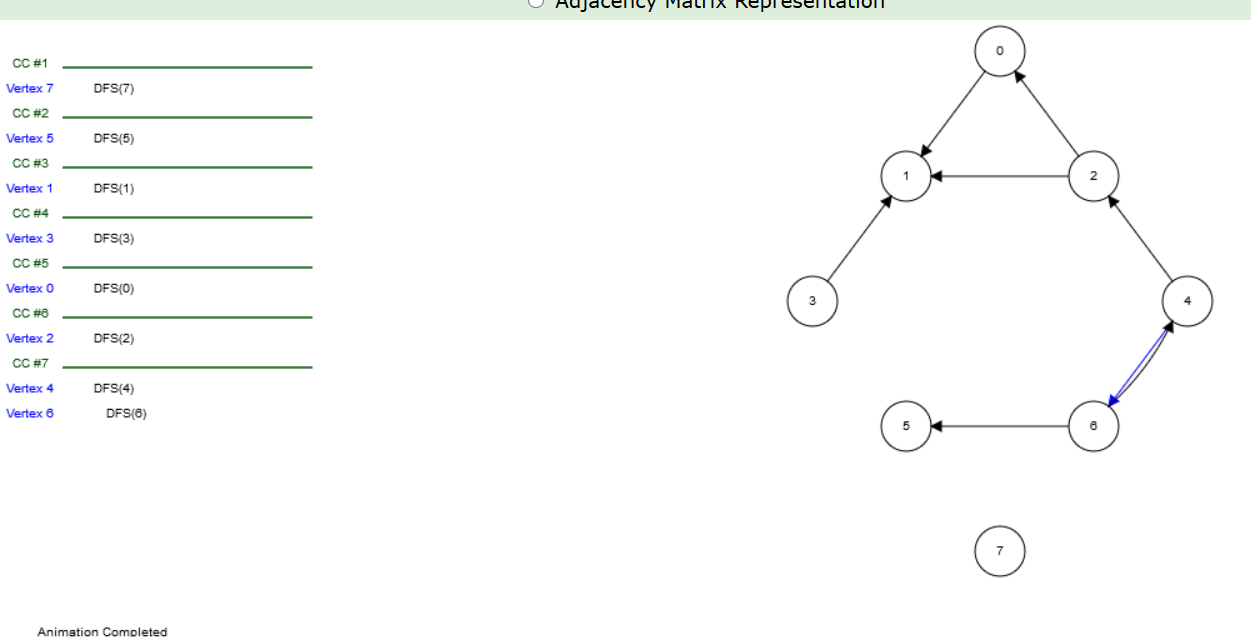 Adjacency Matrix Representation
CC #1
Vertex 7 DFS(7)
CC #2
Vertex 5 DFS(5)
CC #3
Vertex 1 DFS(1)
CC #4
Vertex 3 DFS(3)
CC #5
Vertex 0 DFS(0)
CC #6
Vertex 2 DFS(2)
CC #7
Vertex 4 DFS(4)
Vertex 6 DFS(6)
0
1
2
3
4
5
6
7
Animation Completed